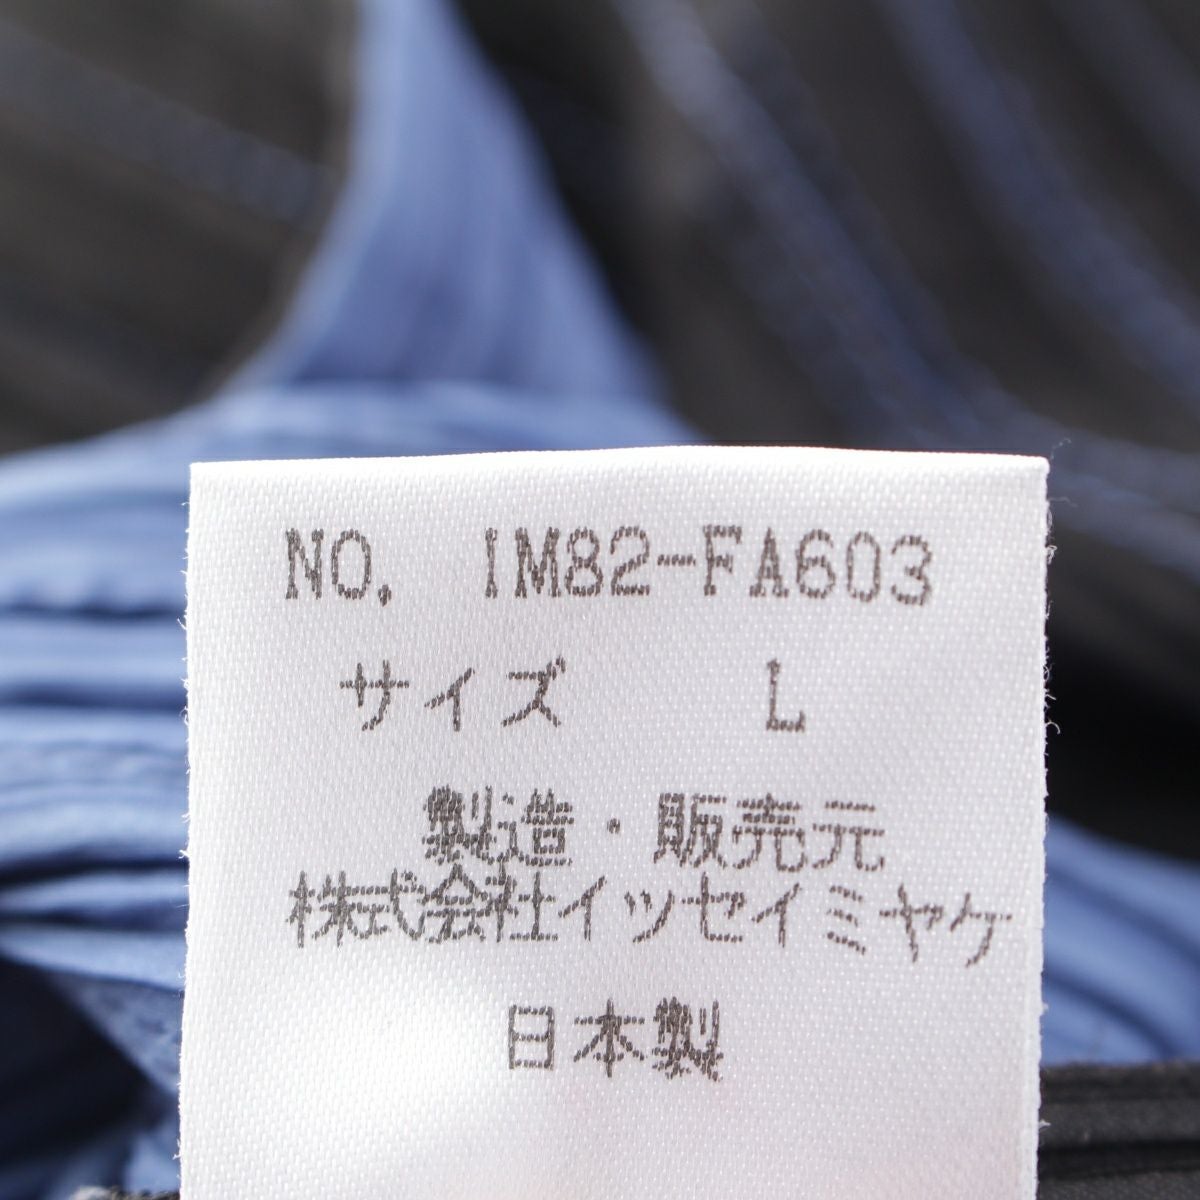 NO. IM82-FA603
サイズ L
製造・販売元
株式会社イッセイミヤケ
日本製